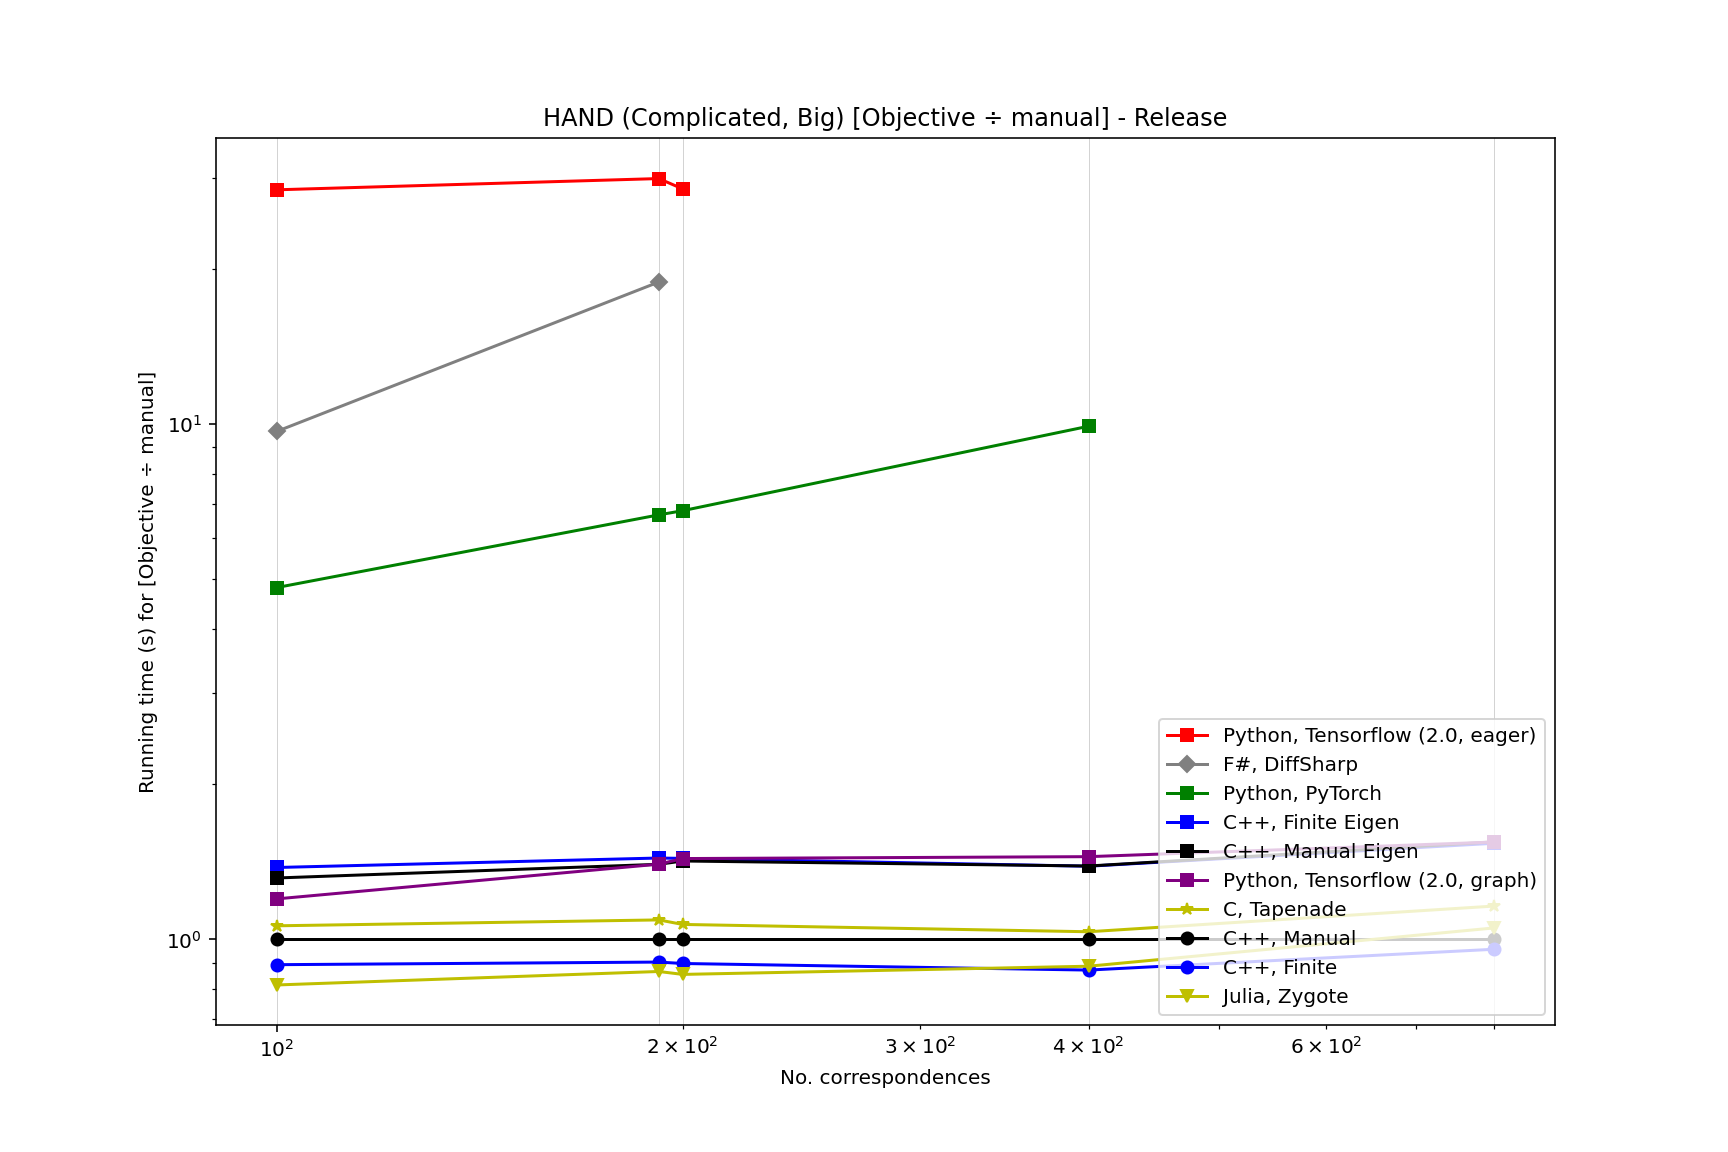 HAND (Complicated, Big) [Objective ÷ manual] - Release
Running time (s) for [Objective ÷ manual]
10¹
10⁰
Python, Tensorflow (2.0, eager)
F#, DiffSharp
Python, PyTorch
C++, Finite Eigen
C++, Manual Eigen
Python, Tensorflow (2.0, graph)
C, Tapenade
C++, Manual
C++, Finite
Julia, Zygote
10² 2 × 10² 3 × 10² 4 × 10² 6 × 10²
No. correspondences